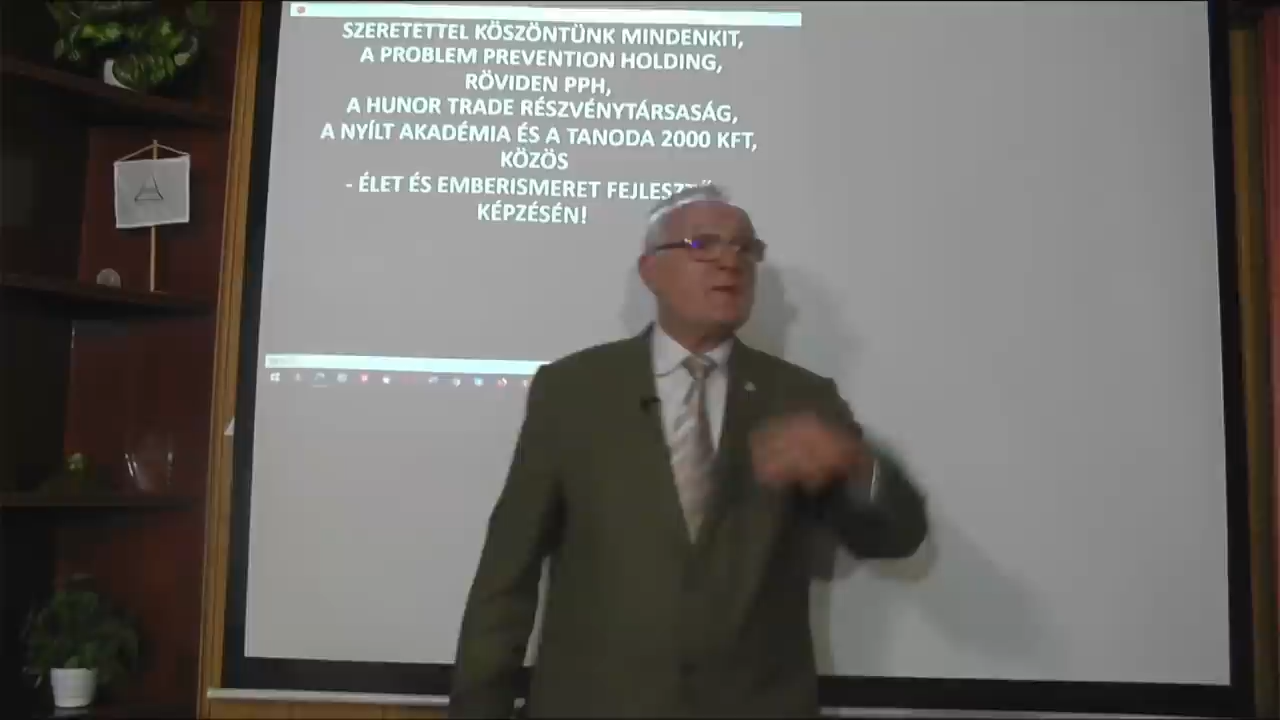 SZERETETTEL KÖSZÖNTÜNK MINDENKIT,
A PROBLEM PREVENTION HOLDING,
RÖVIDEN PPH,
A HUNOR TRADE RÉSZVÉNYTÁRSASÁG,
A NYÍLT AKADÉMIA ÉS A TANODA 2000 KFT,
KÖZÖS
- ÉLET ÉS EMBERISMERET
KÉPZÉSÉN!